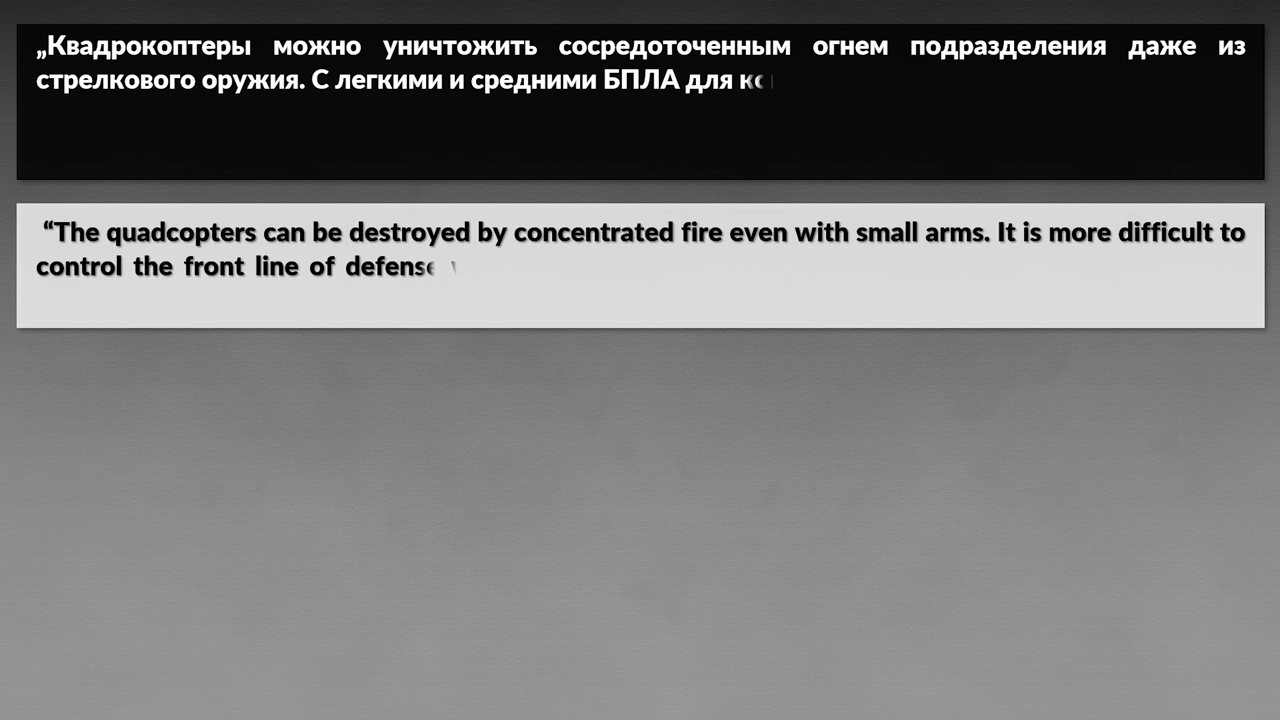 „Квадрокоптеры можно уничтожить сосредоточенным огнем подразделения даже из
стрелкового оружия. С легкими и средними БПЛА для
“The quadcopters can be destroyed by concentrated fire even with small arms. It is more difficult to
control the front line of defense